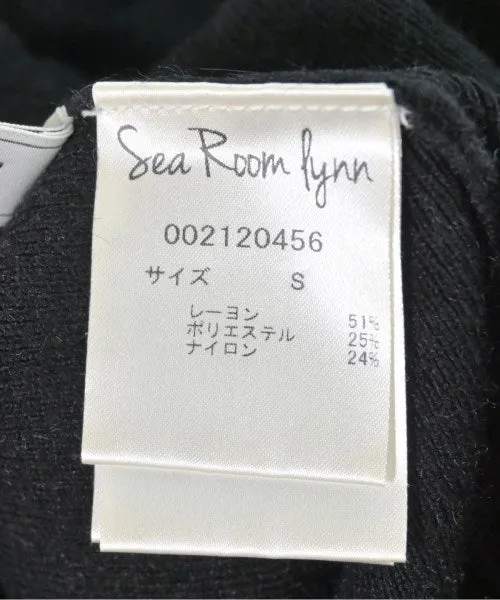 Sea Room lynn
002120456
サイズ S
レーヨン 51%
ポリエステル 25%
ナイロン 24%